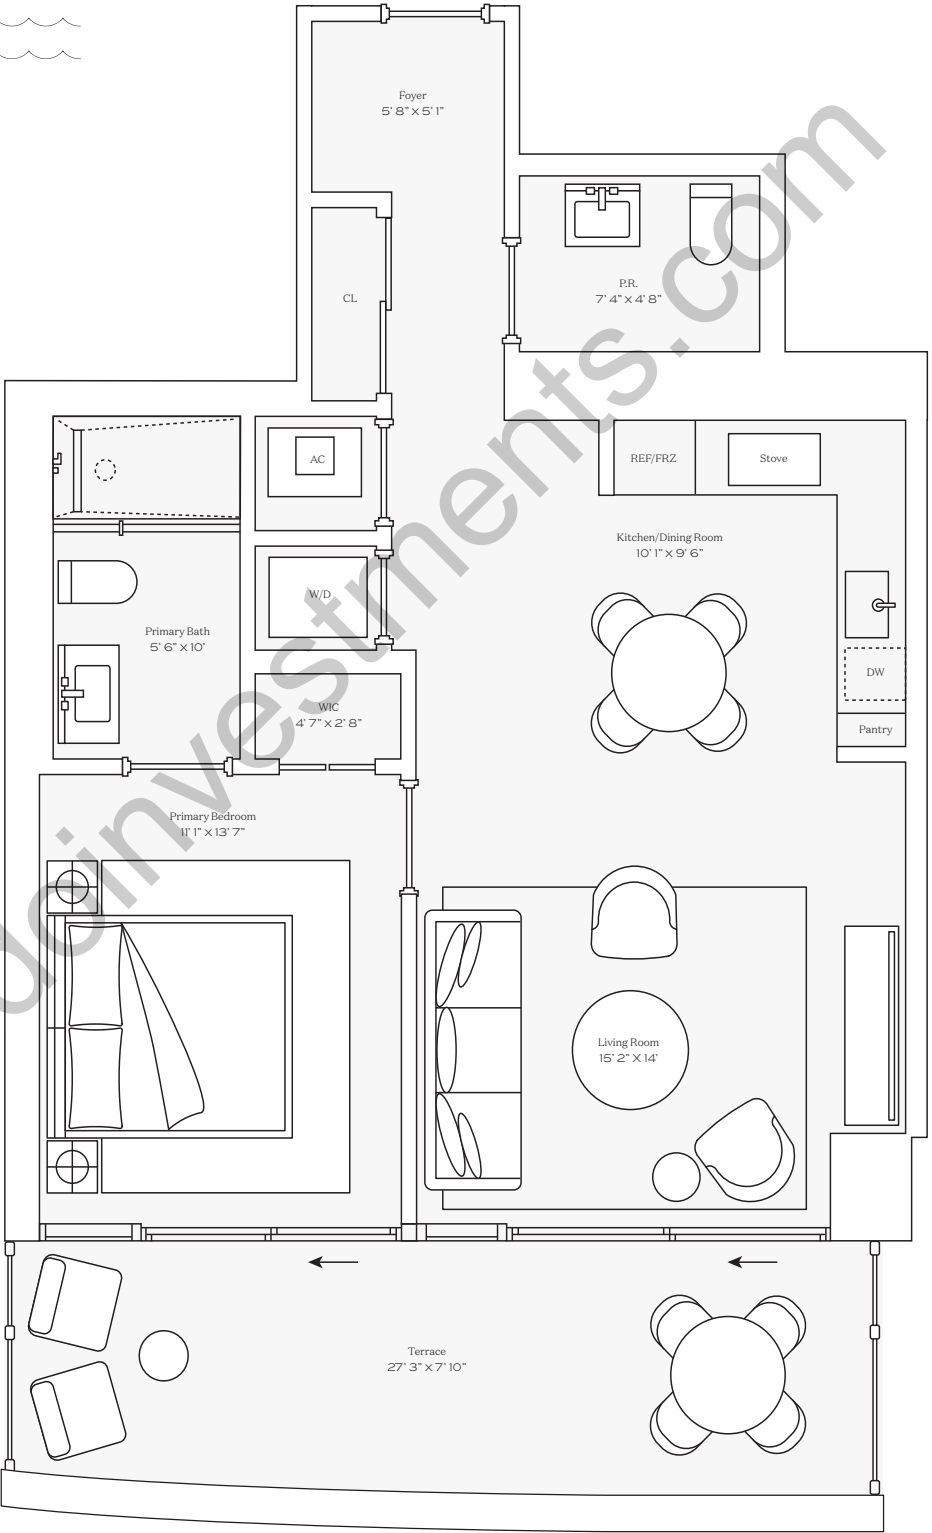 Foyer
5' 8" X 5' 1"
P.R.
7' 4" X 4' 8"
CL
AC
REF/FRZ
Stove
Kitchen/Dining Room
10' 1" X 9' 6"
W/D
Primary Bath
5' 6" X 10'
DW
WIC
4' 7" X 2' 8"
Pantry
Primary Bedroom
11' 1" X 13' 7"
Living Room
15' 2" X 14'
Terrace
27' 3" X 7' 10"
doinvestments.com